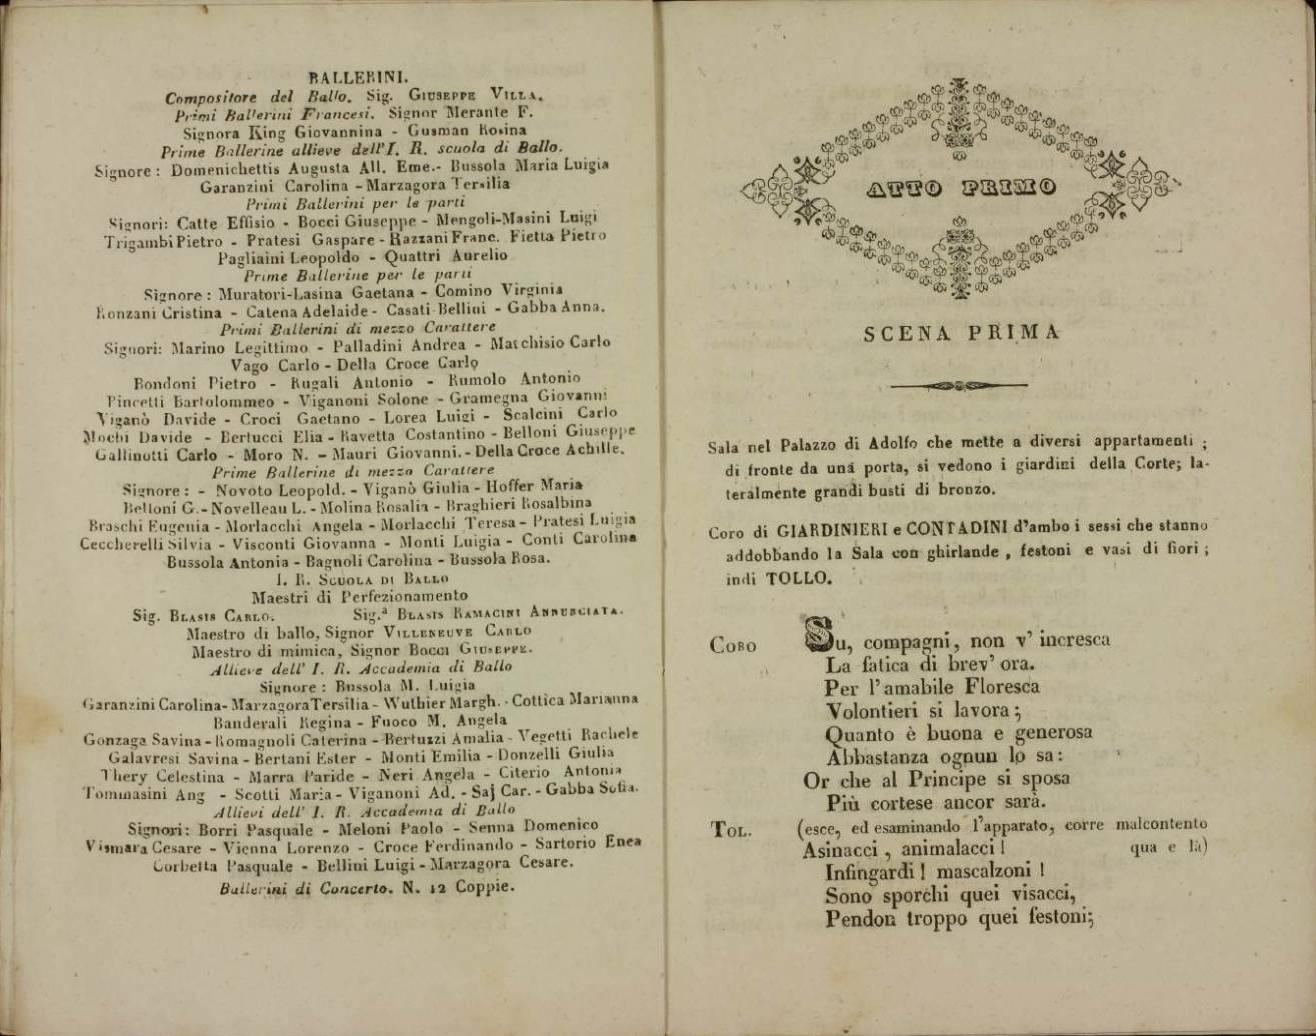 BALLERINI.
Compositore del Ballo. Sig. GIUSEPPE VILLA.
Primi Ballerini Francesi. Signor Merante F.
Signora King Giovannina - Gusman Rosina
Prime Ballerine allieve dell'I. R. scuola di Ballo.
Signore : Domenichettis Augusta All. Eme.- Bussola Maria Luigia
Garanzini Carolina - Marzagora Tersilia
Primi Ballerini per le parti
Signori: Catte Effisio - Bocci Giuseppe - Mengoli-Masini Luigi
Trigambi Pietro - Pratesi Gaspare - Razzani Franc. Fietta Pietro
Pagliaini Leopoldo - Quattri Aurelio
Prime Ballerine per le parti
Signore : Muratori-Lasina Gaetana - Comino Virginia
Ronzani Cristina - Catena Adelaide - Casati-Bellini - Gabba Anna.
Primi Ballerini di mezzo Carattere
Signori: Marino Legittimo - Palladini Andrea - Matchisio Carlo
Vago Carlo - Della Croce Carlo
Bondoni Pietro - Rugali Antonio - Rumolo Antonio
Pincetti Bartolommeo - Viganoni Solone - Gramegna Giovanni
Viganò Davide - Croci Gaetano - Lorea Luigi - Scalcini Carlo
Mochi Davide - Bertucci Elia - Ravetta Costantino - Belloni Giuseppe
Gallinotti Carlo - Moro N. - Mauri Giovanni. - Della Croce Achille.
Prime Ballerine di mezzo Carattere
Signore : - Novoto Leopold. - Viganò Giulia - Hoffer Maria
Belloni G.- Novelleau L. - Molina Rosalia - Braghieri Rosalbina
Braschi Eugenia - Morlacchi Angela - Morlacchi Teresa - Pratesi Luigia
Ceccherelli Silvia - Visconti Giovanna - Monti Luigia - Conti Carolina
Bussola Antonia - Bagnoli Carolina - Bussola Rosa.
I. R. SCUOLA DI BALLO
Maestri di Perfezionamento
Sig. BLASIS CARLO. Sig.ª BLASIS RAMACINI ANNUNCIATA.
Maestro di ballo, Signor VILLENEUVE CARLO
Maestro di mimica, Signor BOCCI GIUSEPPE.
Allieve dell' I. R. Accademia di Ballo
Signore : Bussola M. Luigia
Garanzini Carolina - Marzagora Tersilia - Wuthier Margh. - Cottica Marianna
Banderali Regina - Fuoco M. Angela
Gonzaga Savina - Romagnoli Caterina - Bertuzzi Amalia - Vegetti Rachele
Galavresi Savina - Bertani Ester - Monti Emilia - Donzelli Giulia
Thery Celestina - Marra Paride - Neri Angela - Citerio Antonia
Tommasini Ang - Scotti Maria - Viganoni Ad. - Saj Car. - Gabba Sofia.
Allievi dell' I. R. Accademia di Ballo
Signori: Borri Pasquale - Meloni Paolo - Senna Domenico
Vismara Cesare - Vienna Lorenzo - Croce Ferdinando - Sartorio Enea
Corbetta Pasquale - Bellini Luigi - Marzagora Cesare.
Ballerini di Concerto. N. 12 Coppie.
ATTO PRIMO
SCENA PRIMA
Sala nel Palazzo di Adolfo che mette a diversi appartamenti ;
di fronte da una porta, si vedono i giardini della Corte; la-
teralmente grandi busti di bronzo.
Coro di GIARDINIERI e CONTADINI d'ambo i sessi che stanno
addobbando la Sala con ghirlande , festoni e vasi di fiori ;
indi TOLLO.
CORO Su, compagni, non v' incresca
La fatica di brev' ora.
Per l'amabile Floresca
Volontieri si lavora ;
Quanto è buona e generosa
Abbastanza ognun lo sa :
Or che al Principe si sposa
Più cortese ancor sarà.
TOL. (esce, ed esaminando l'apparato, corre malcontento
Asinacci , animalacci ! qua e là)
Infingardi ! mascalzoni !
Sono sporchi quei visacci,
Pendon troppo quei festoni;